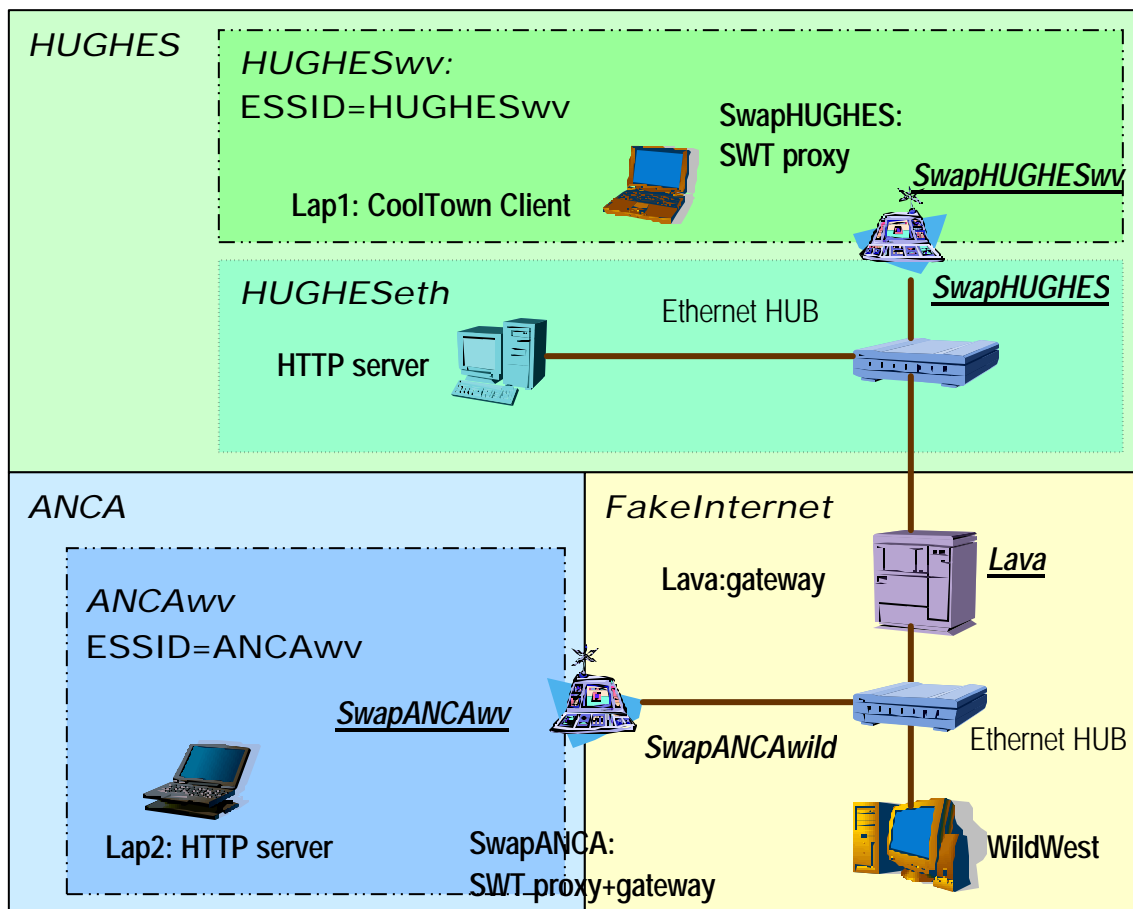 HUGHES
HUGHESwv:
ESSID=HUGHESwv
SwapHUGHES:
SWT proxy
SwapHUGHESwv
Lap1: CoolTown Client
HUGHESeth
SwapHUGHES
Ethernet HUB
HTTP server
ANCA
FakeInternet
Lava
Lava:gateway
ANCAwv
ESSID=ANCAwv
SwapANCAwv
SwapANCAwild
Ethernet HUB
Lap2: HTTP server
SwapANCA:
SWT proxy+gateway
WildWest